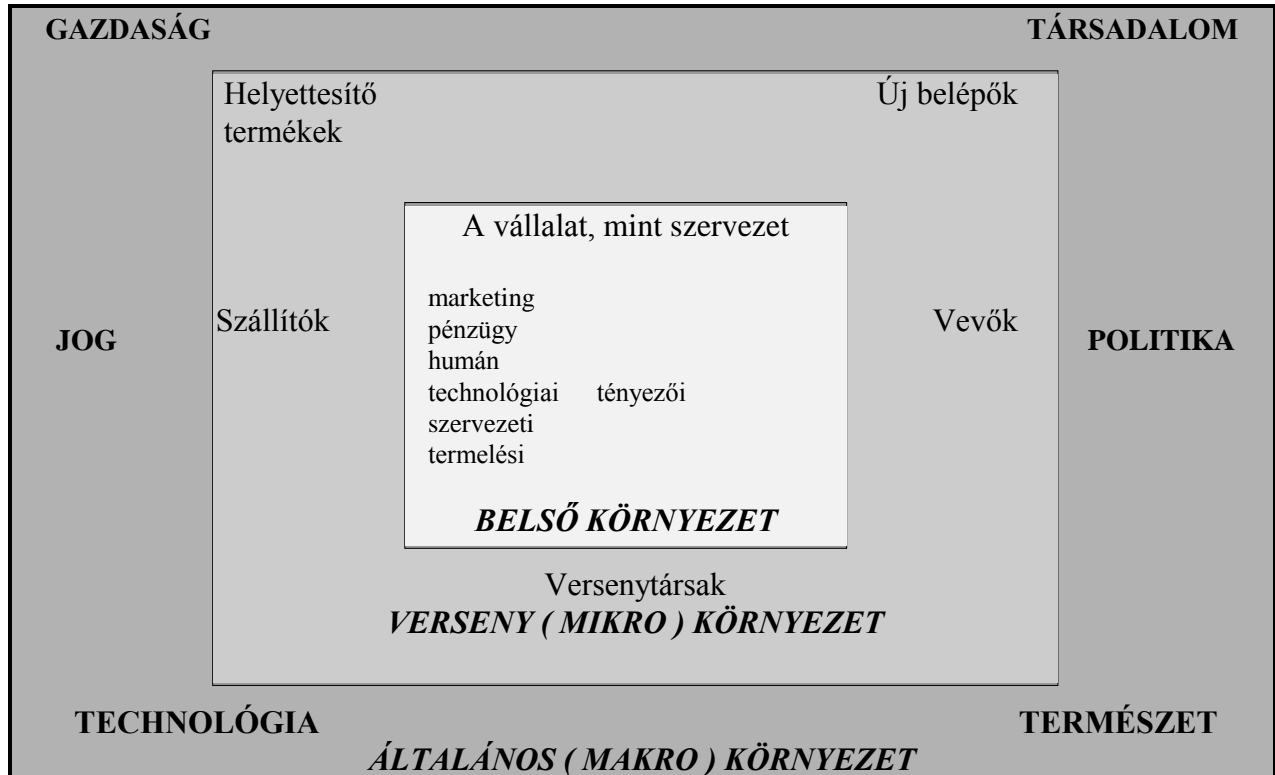 GAZDASÁG TÁRSADALOM
Helyettesítő Új belépők
termékek
A vállalat, mint szervezet
marketing
Szállítók Vevők
pénzügy
JOG POLITIKA
humán
technológiai tényezői
szervezeti
termelési
BELSŐ KÖRNYEZET
Versenytársak
VERSENY ( MIKRO ) KÖRNYEZET
TECHNOLÓGIA TERMÉSZET
ÁLTALÁNOS ( MAKRO ) KÖRNYEZET